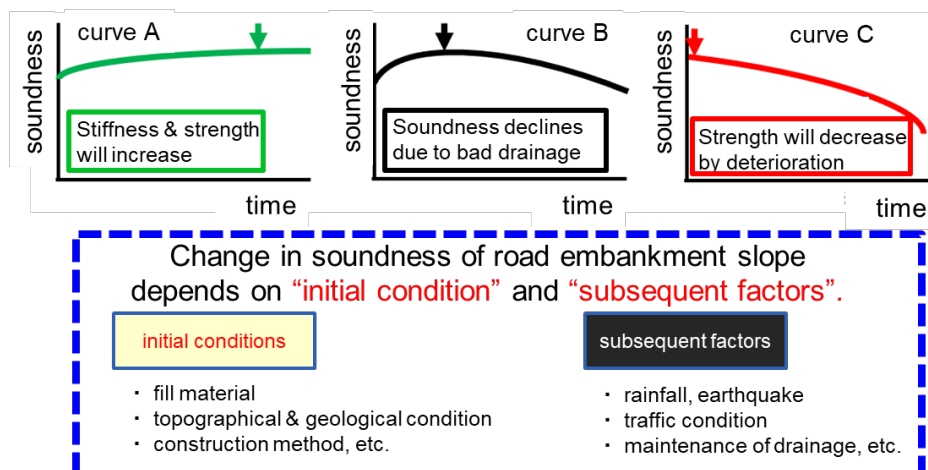 soundness
curve A
Stiffness & strength
will increase
time
soundness
curve B
Soundness declines
due to bad drainage
time
soundness
curve C
Strength will decrease
by deterioration
time
Change in soundness of road embankment slope
depends on “initial condition” and “subsequent factors”.
initial conditions
・ fill material
・ topographical & geological condition
・ construction method, etc.
subsequent factors
・ rainfall, earthquake
・ traffic condition
・ maintenance of drainage, etc.